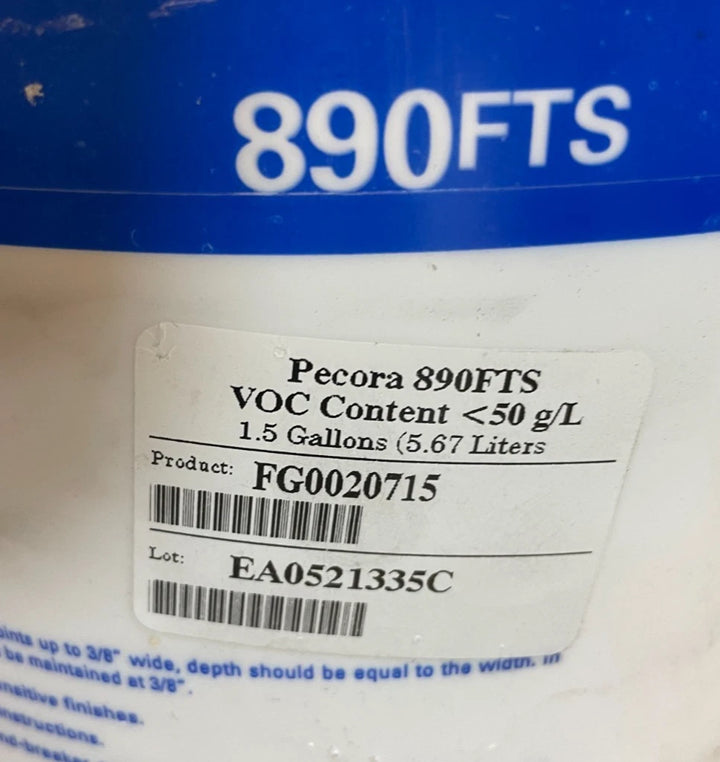 890FTS
Pecora 890FTS
VOC Content <50 g/L
1.5 Gallons (5.67 Liters
Product: FG0020715
Lot: EA0521335C
up to 3/8" wide, depth should be equal to the width. In
be maintained at 3/8".
finishes.